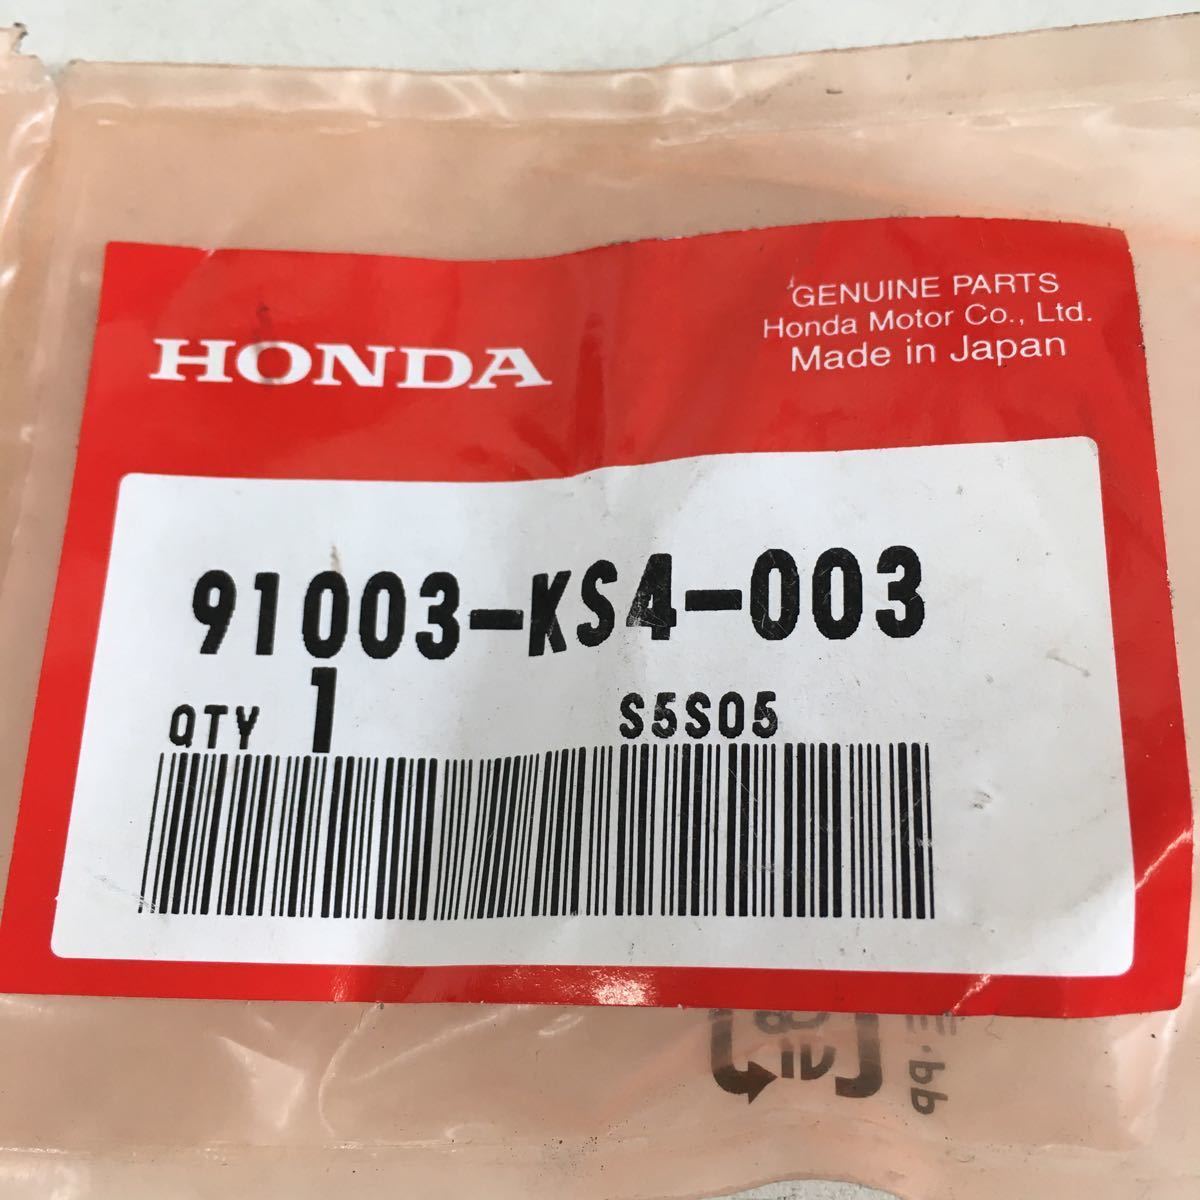 HONDA
GENUINE PARTS
Honda Motor Co., Ltd.
Made in Japan
91003-KS4-003
QTY 1 S5S05